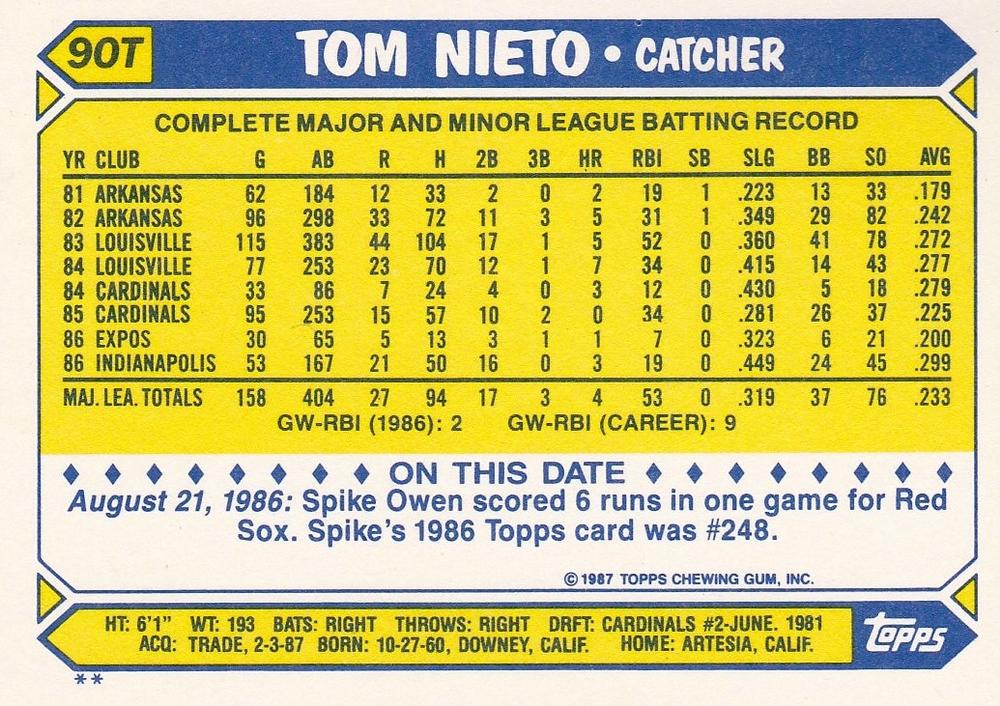 90T
TOM NIETO • CATCHER
COMPLETE MAJOR AND MINOR LEAGUE BATTING RECORD
YR CLUB G AB R H 2B 3B HR RBI SB SLG BB SO AVG
81 ARKANSAS 62 184 12 33 2 0 2 19 1 .223 13 33 .179
82 ARKANSAS 96 298 33 72 11 3 5 31 1 .349 29 82 .242
83 LOUISVILLE 115 383 44 104 17 1 5 52 0 .360 41 78 .272
84 LOUISVILLE 77 253 23 70 12 1 7 34 0 .415 14 43 .277
84 CARDINALS 33 86 7 24 4 0 3 12 0 .430 5 18 .279
85 CARDINALS 95 253 15 57 10 2 0 34 0 .281 26 37 .225
86 EXPOS 30 65 5 13 3 1 1 7 0 .323 6 21 .200
86 INDIANAPOLIS 53 167 21 50 16 0 3 19 0 .449 24 45 .299
MAJ. LEA. TOTALS 158 404 27 94 17 3 4 53 0 .319 37 76 .233
GW-RBI (1986): 2 GW-RBI (CAREER): 9
ON THIS DATE
August 21, 1986: Spike Owen scored 6 runs in one game for Red
Sox. Spike's 1986 Topps card was #248.
© 1987 TOPPS CHEWING GUM, INC.
HT: 6'1" WT: 193 BATS: RIGHT THROWS: RIGHT DRFT: CARDINALS #2-JUNE. 1981
ACQ: TRADE, 2-3-87 BORN: 10-27-60, DOWNEY, CALIF. HOME: ARTESIA, CALIF.
topps
**